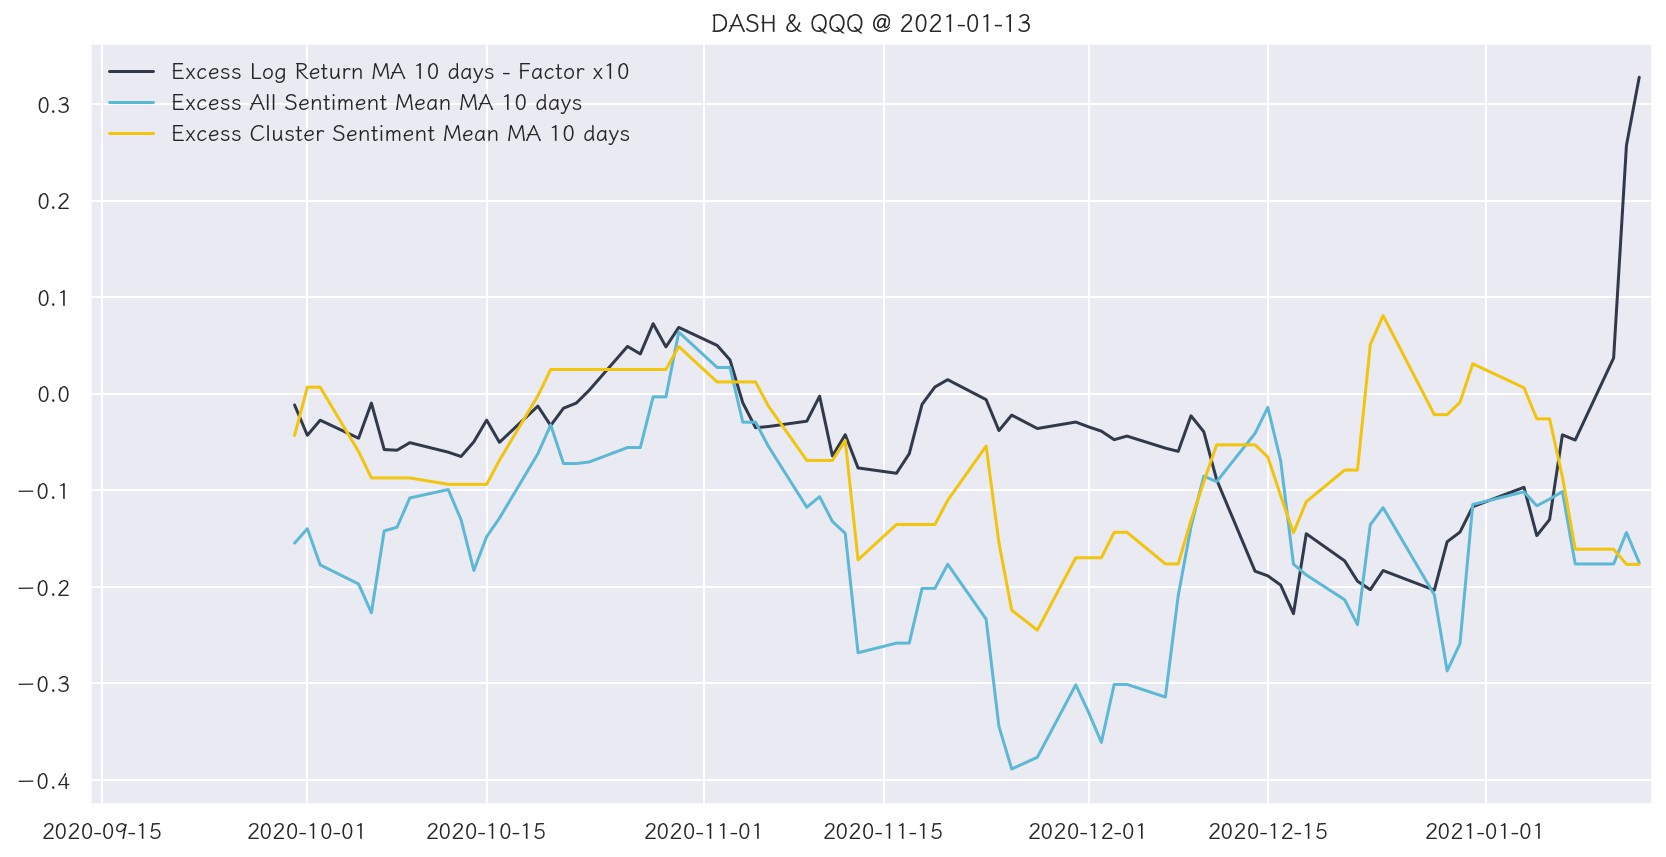 DASH & QQQ @ 2021-01-13
Excess Log Return MA 10 days - Factor x10
Excess All Sentiment Mean MA 10 days
Excess Cluster Sentiment Mean MA 10 days
0.3
0.2
0.1
0.0
−0.1
−0.2
−0.3
−0.4
2020-09-15 2020-10-01 2020-10-15 2020-11-01 2020-11-15 2020-12-01 2020-12-15 2021-01-01